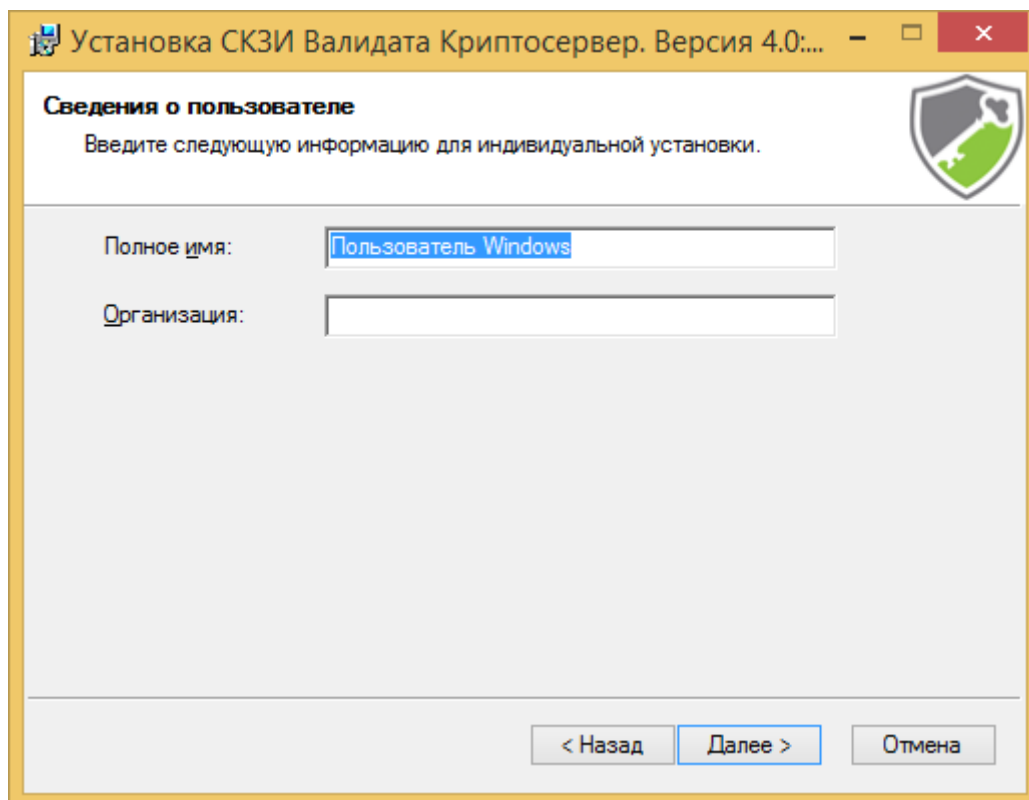 Установка СКЗИ Валидата Криптосервер. Версия 4.0:...
Сведения о пользователе
Введите следующую информацию для индивидуальной установки.
Полное имя:
Пользователь Windows
Организация:
< Назад
Далее >
Отмена